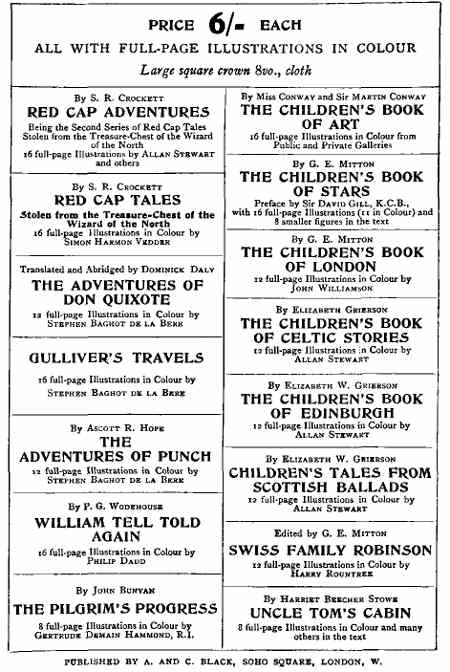 PRICE 6/- EACH
ALL WITH FULL-PAGE ILLUSTRATIONS IN COLOUR
Large square crown 8vo., cloth
By S. R. CROCKETT
RED CAP ADVENTURES
Being the Second Series of Red Cap Tales
Stolen from the Treasure-Chest of the Wizard
of the North
16 full-page Illustrations by ALLAN STEWART
and others
By S. R. CROCKETT
RED CAP TALES
Stolen from the Treasure-Chest of the
Wizard of the North
16 full-page Illustrations in Colour by
SIMON HARMON VEDDER
Translated and Abridged by DOMINICK DALY
THE ADVENTURES OF
DON QUIXOTE
12 full-page Illustrations in Colour by
STEPHEN BAGHOT DE LA BERE
GULLIVER'S TRAVELS
16 full-page Illustrations in Colour by
STEPHEN BAGHOT DE LA BERE
By ASCOTT R. HOPE
THE
ADVENTURES OF PUNCH
12 full-page Illustrations in Colour by
STEPHEN BAGHOT DE LA BERE
By P. G. WODEHOUSE
WILLIAM TELL TOLD
AGAIN
16 full-page Illustrations in Colour by
PHILIP DADD
By JOHN BUNYAN
THE PILGRIM'S PROGRESS
8 full-page Illustrations in Colour by
GERTRUDE DEMAIN HAMMOND, R.I.
By MISS CONWAY and SIR MARTIN CONWAY
THE CHILDREN'S BOOK
OF ART
16 full-page Illustrations in Colour from
Public and Private Galleries
By G. E. MITTON
THE CHILDREN'S BOOK
OF STARS
Preface by Sir DAVID GILL, K.C.B.,
with 16 full-page Illustrations (11 in Colour) and
8 smaller figures in the text
By G. E. MITTON
THE CHILDREN'S BOOK
OF LONDON
12 full-page Illustrations in Colour by
JOHN WILLIAMSON
By ELIZABETH GRIERSON
THE CHILDREN'S BOOK
OF CELTIC STORIES
12 full-page Illustrations in Colour by
ALLAN STEWART
By ELIZABETH W. GRIERSON
THE CHILDREN'S BOOK
OF EDINBURGH
12 full-page Illustrations in Colour by
ALLAN STEWART
By ELIZABETH W. GRIERSON
CHILDREN'S TALES FROM
SCOTTISH BALLADS
12 full-page Illustrations in Colour by
ALLAN STEWART
Edited by G. E. MITTON
SWISS FAMILY ROBINSON
12 full-page Illustrations in Colour by
HARRY ROUNTREE
By HARRIET BEECHER STOWE
UNCLE TOM'S CABIN
8 full-page Illustrations in Colour and many
others in the text
PUBLISHED BY A. AND C. BLACK, SOHO SQUARE, LONDON, W.